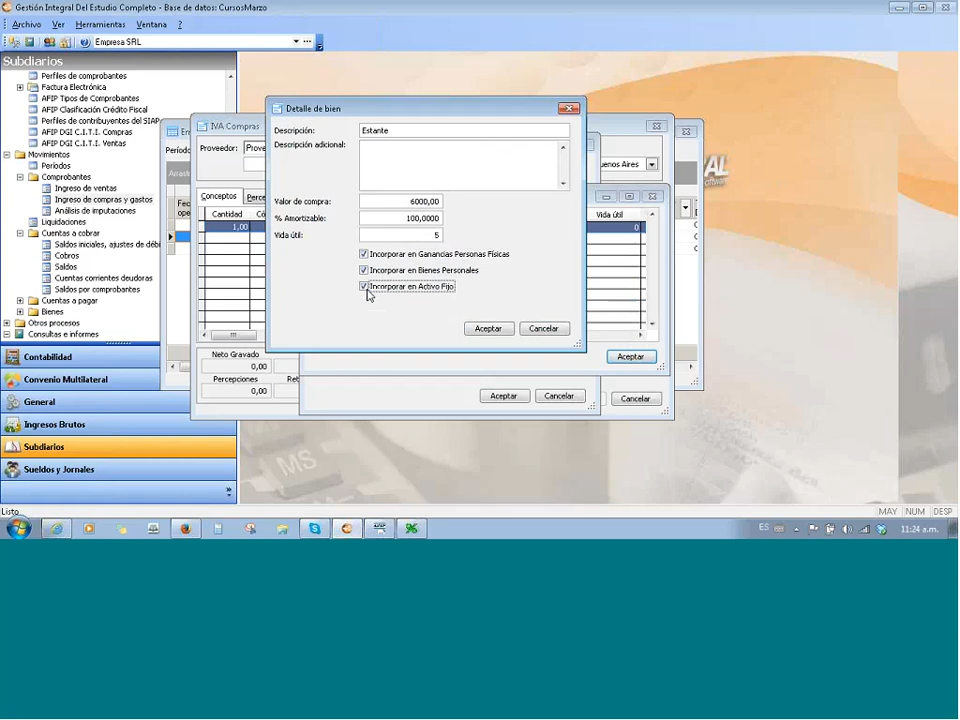 Gestión Integral Del Estudio Completo - Base de datos: CursosMarzo
Archivo Ver Herramientas Ventana ?
Empresa SRL
Subdiarios
Perfiles de comprobantes
Factura Electrónica
AFIP Tipos de Comprobantes
AFIP Clasificación Crédito Fiscal
Perfiles de contribuyentes del SIAP
AFIP DGI C.I.T.I. Compras
AFIP DGI C.I.T.I. Ventas
Movimientos
Períodos
Comprobantes
Ingreso de ventas
Ingreso de compras y gastos
Análisis de imputaciones
Liquidaciones
Cuentas a cobrar
Saldos iniciales, ajustes de débi
Cobros
Saldos
Cuentas corrientes deudoras
Saldos por comprobantes
Cuentas a pagar
Bienes
Otros procesos
Consultas e informes
Contabilidad
Convenio Multilateral
General
Ingresos Brutos
Subdiarios
Sueldos y Jornales
Listo
IVA Compras
Proveedor: Prove
Conceptos Perce
Cantidad
1,00
Neto Gravado
0,00
Percepciones
0,00
Detalle de bien
Descripción: Estante
Descripción adicional:
Valor de compra: 6000,00
% Amortizable: 100,0000
Vida útil: 5
Incorporar en Ganancias Personas Físicas
Incorporar en Bienes Personales
Incorporar en Activo Fijo
Aceptar Cancelar
uenos Aires
Vida útil
0
Aceptar
Aceptar Cancelar
Cancelar
MS
MAY NUM DESP
ES
11:24 a.m.